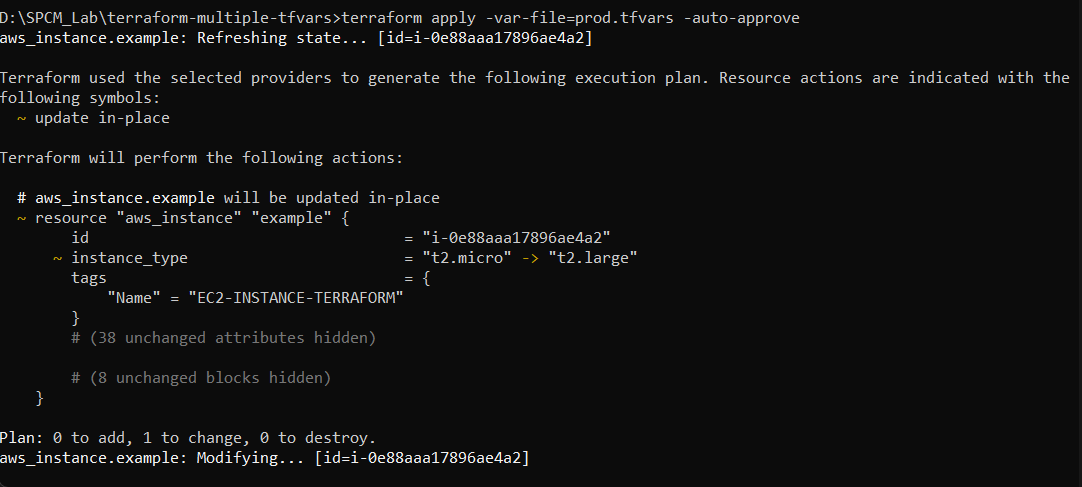 D:\SPCM_Lab\terraform-multiple-tfvars>terraform apply -var-file=prod.tfvars -auto-approve
aws_instance.example: Refreshing state... [id=i-0e88aaa17896ae4a2]
Terraform used the selected providers to generate the following execution plan. Resource actions are indicated with the
following symbols:
  ~ update in-place
Terraform will perform the following actions:
  # aws_instance.example will be updated in-place
  ~ resource "aws_instance" "example" {
        id                                   = "i-0e88aaa17896ae4a2"
      ~ instance_type                        = "t2.micro" -> "t2.large"
        tags                                 = {
            "Name" = "EC2-INSTANCE-TERRAFORM"
        }
        # (38 unchanged attributes hidden)
        # (8 unchanged blocks hidden)
    }
Plan: 0 to add, 1 to change, 0 to destroy.
aws_instance.example: Modifying... [id=i-0e88aaa17896ae4a2]